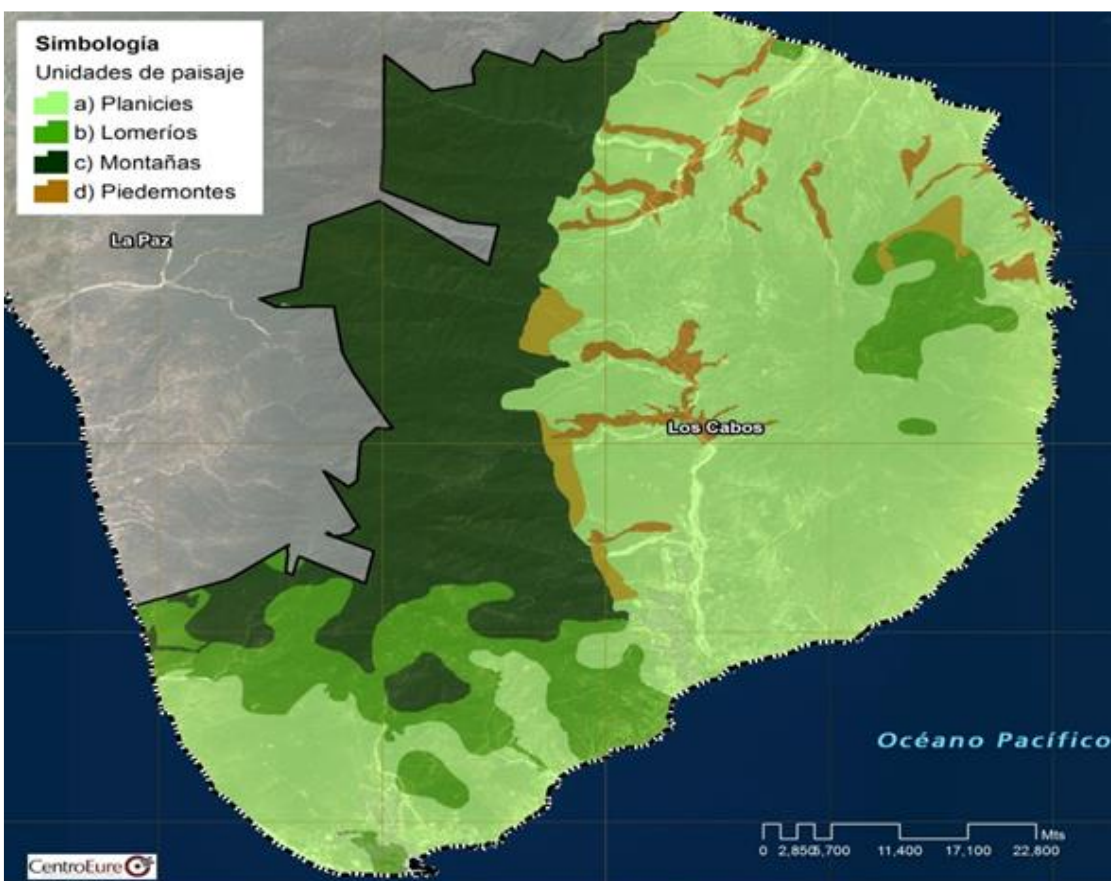 Simbología
Unidades de paisaje
a) Planicies
b) Lomeríos
c) Montañas
d) Piedemontes
La Paz
Los Cabos
Océano Pacífico
Mts
0 2,850 5,700 11,400 17,100 22,800
CentroEure